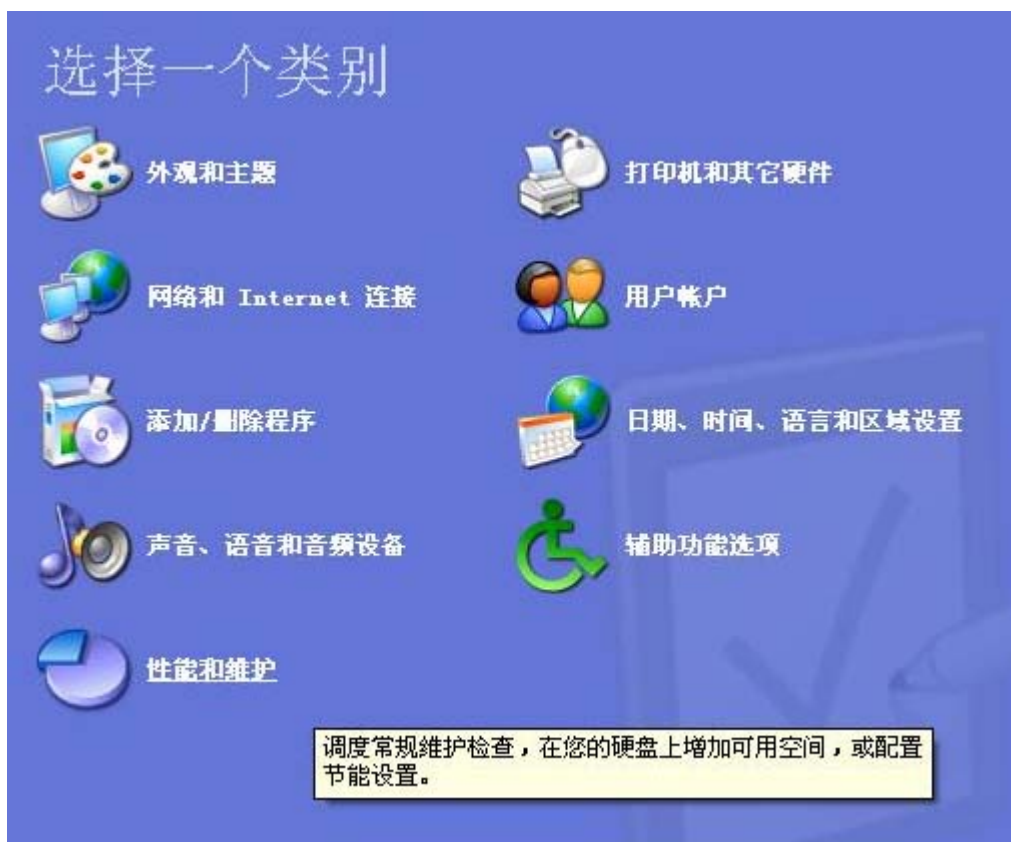 选择一个类别
外观和主题
打印机和其它硬件
网络和 Internet 连接
用户帐户
添加/删除程序
日期、时间、语言和区域设置
声音、语音和音频设备
辅助功能选项
性能和维护
调度常规维护检查，在您的硬盘上增加可用空间，或配置
节能设置。